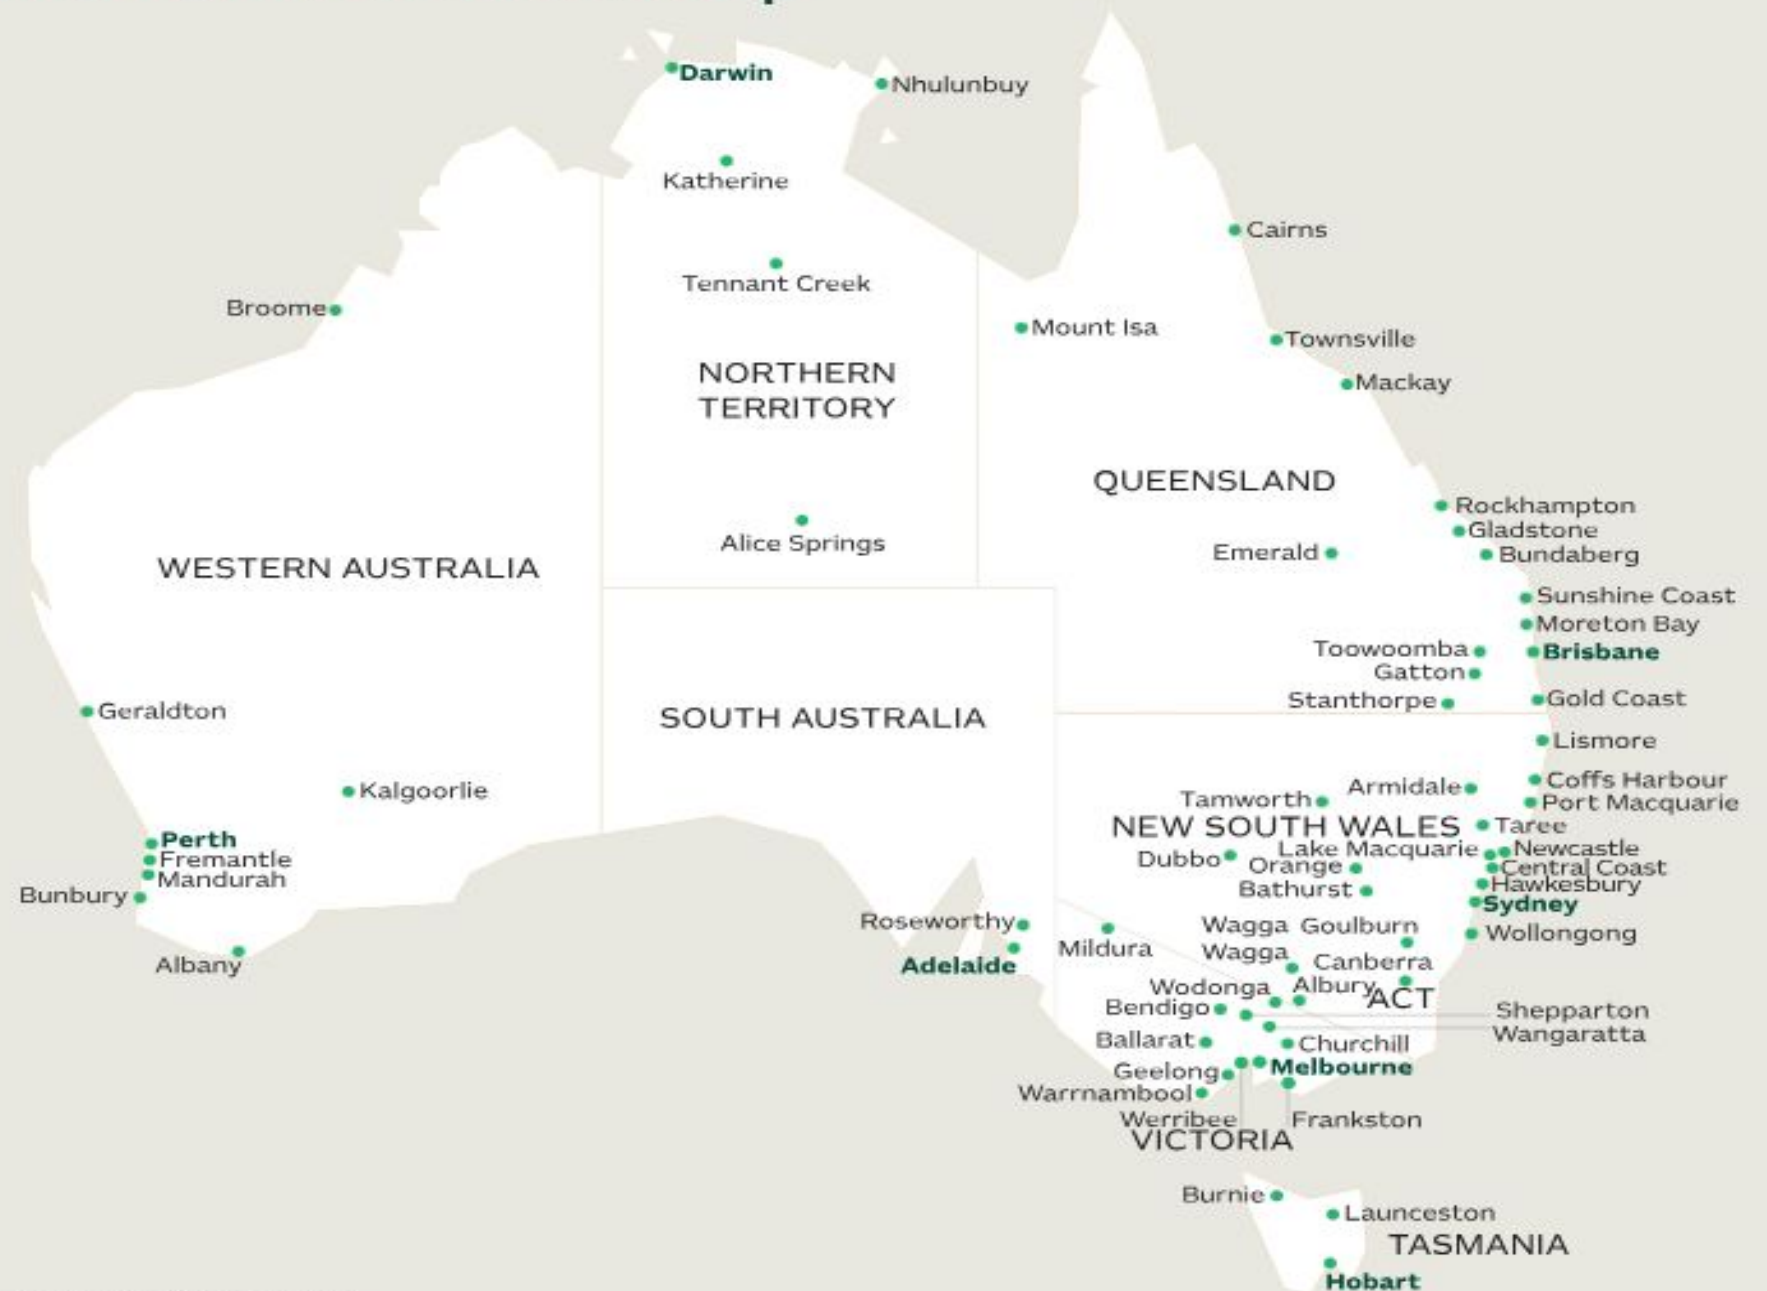 Darwin
Nhulunbuy
Katherine
Cairns
Tennant Creek
Broome
Mount Isa
Townsville
NORTHERN
TERRITORY
Mackay
QUEENSLAND
Rockhampton
Gladstone
Alice Springs
Emerald
Bundaberg
WESTERN AUSTRALIA
Sunshine Coast
Moreton Bay
Toowoomba
Brisbane
Gatton
Stanthorpe
Gold Coast
Geraldton
SOUTH AUSTRALIA
Lismore
Kalgoorlie
Armidale
Coffs Harbour
Tamworth
Port Macquarie
NEW SOUTH WALES
Taree
Perth
Lake Macquarie
Newcastle
Fremantle
Dubbo
Orange
Central Coast
Mandurah
Bathurst
Hawkesbury
Bunbury
Sydney
Roseworthy
Wagga
Wagga
Goulburn
Wollongong
Mildura
Albany
Adelaide
Canberra
Wodonga
Albury
ACT
Bendigo
Shepparton
Wangaratta
Ballarat
Churchill
Geelong
Melbourne
Warrnambool
Werribee
Frankston
VICTORIA
Burnie
Launceston
TASMANIA
Hobart